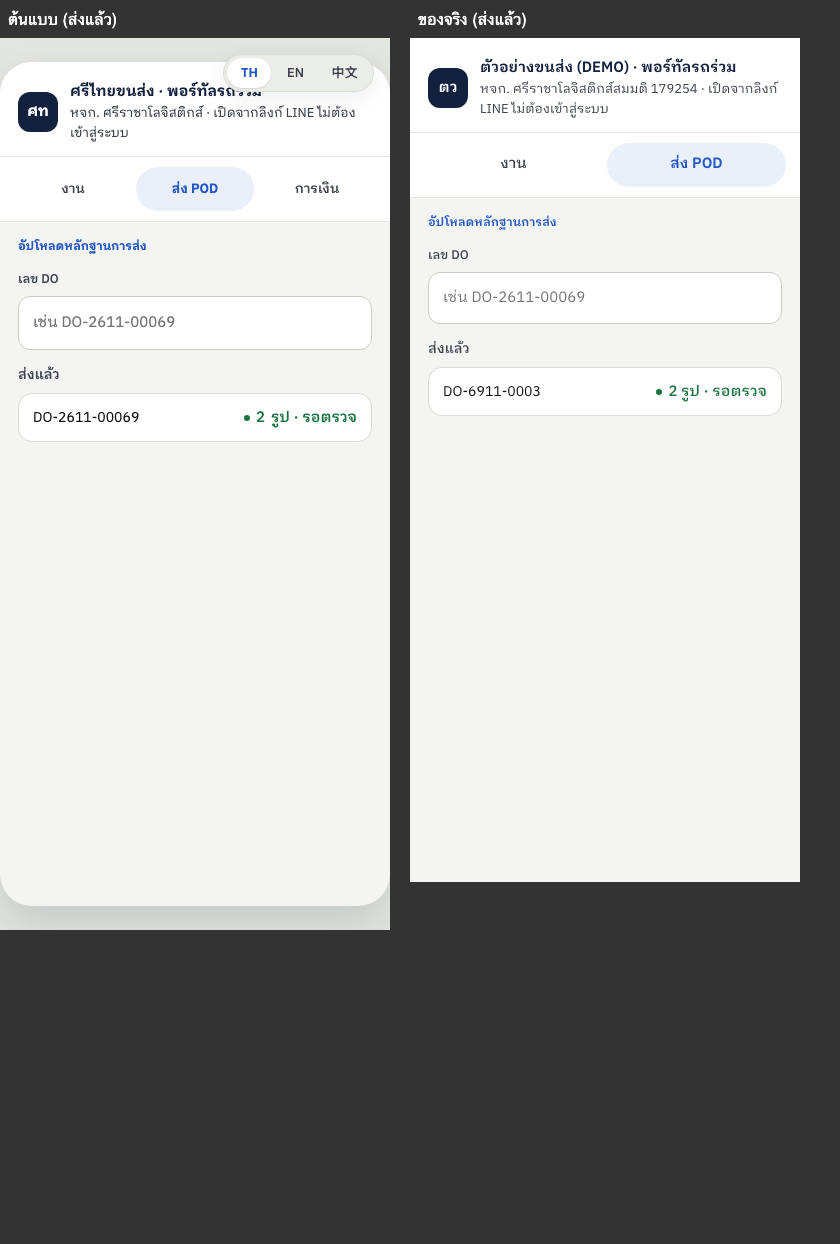 ต้นแบบ (ส่งแล้ว)
TH EN 中文
ศท
ศรีไทยขนส่ง · พอร์ทัลรถร่วม
หจก. ศรีราชาโลจิสติกส์ · เปิดจากลิงก์ LINE ไม่ต้อง
เข้าสู่ระบบ
งาน ส่ง POD การเงิน
อัปโหลดหลักฐานการส่ง
เลข DO
เช่น DO-2611-00069
ส่งแล้ว
DO-2611-00069 • 2 รูป · รอตรวจ
ของจริง (ส่งแล้ว)
ตว
ตัวอย่างขนส่ง (DEMO) · พอร์ทัลรถร่วม
หจก. ศรีราชาโลจิสติกส์สมมติ 179254 · เปิดจากลิงก์
LINE ไม่ต้องเข้าสู่ระบบ
งาน ส่ง POD
อัปโหลดหลักฐานการส่ง
เลข DO
เช่น DO-2611-00069
ส่งแล้ว
DO-6911-0003 • 2 รูป · รอตรวจ